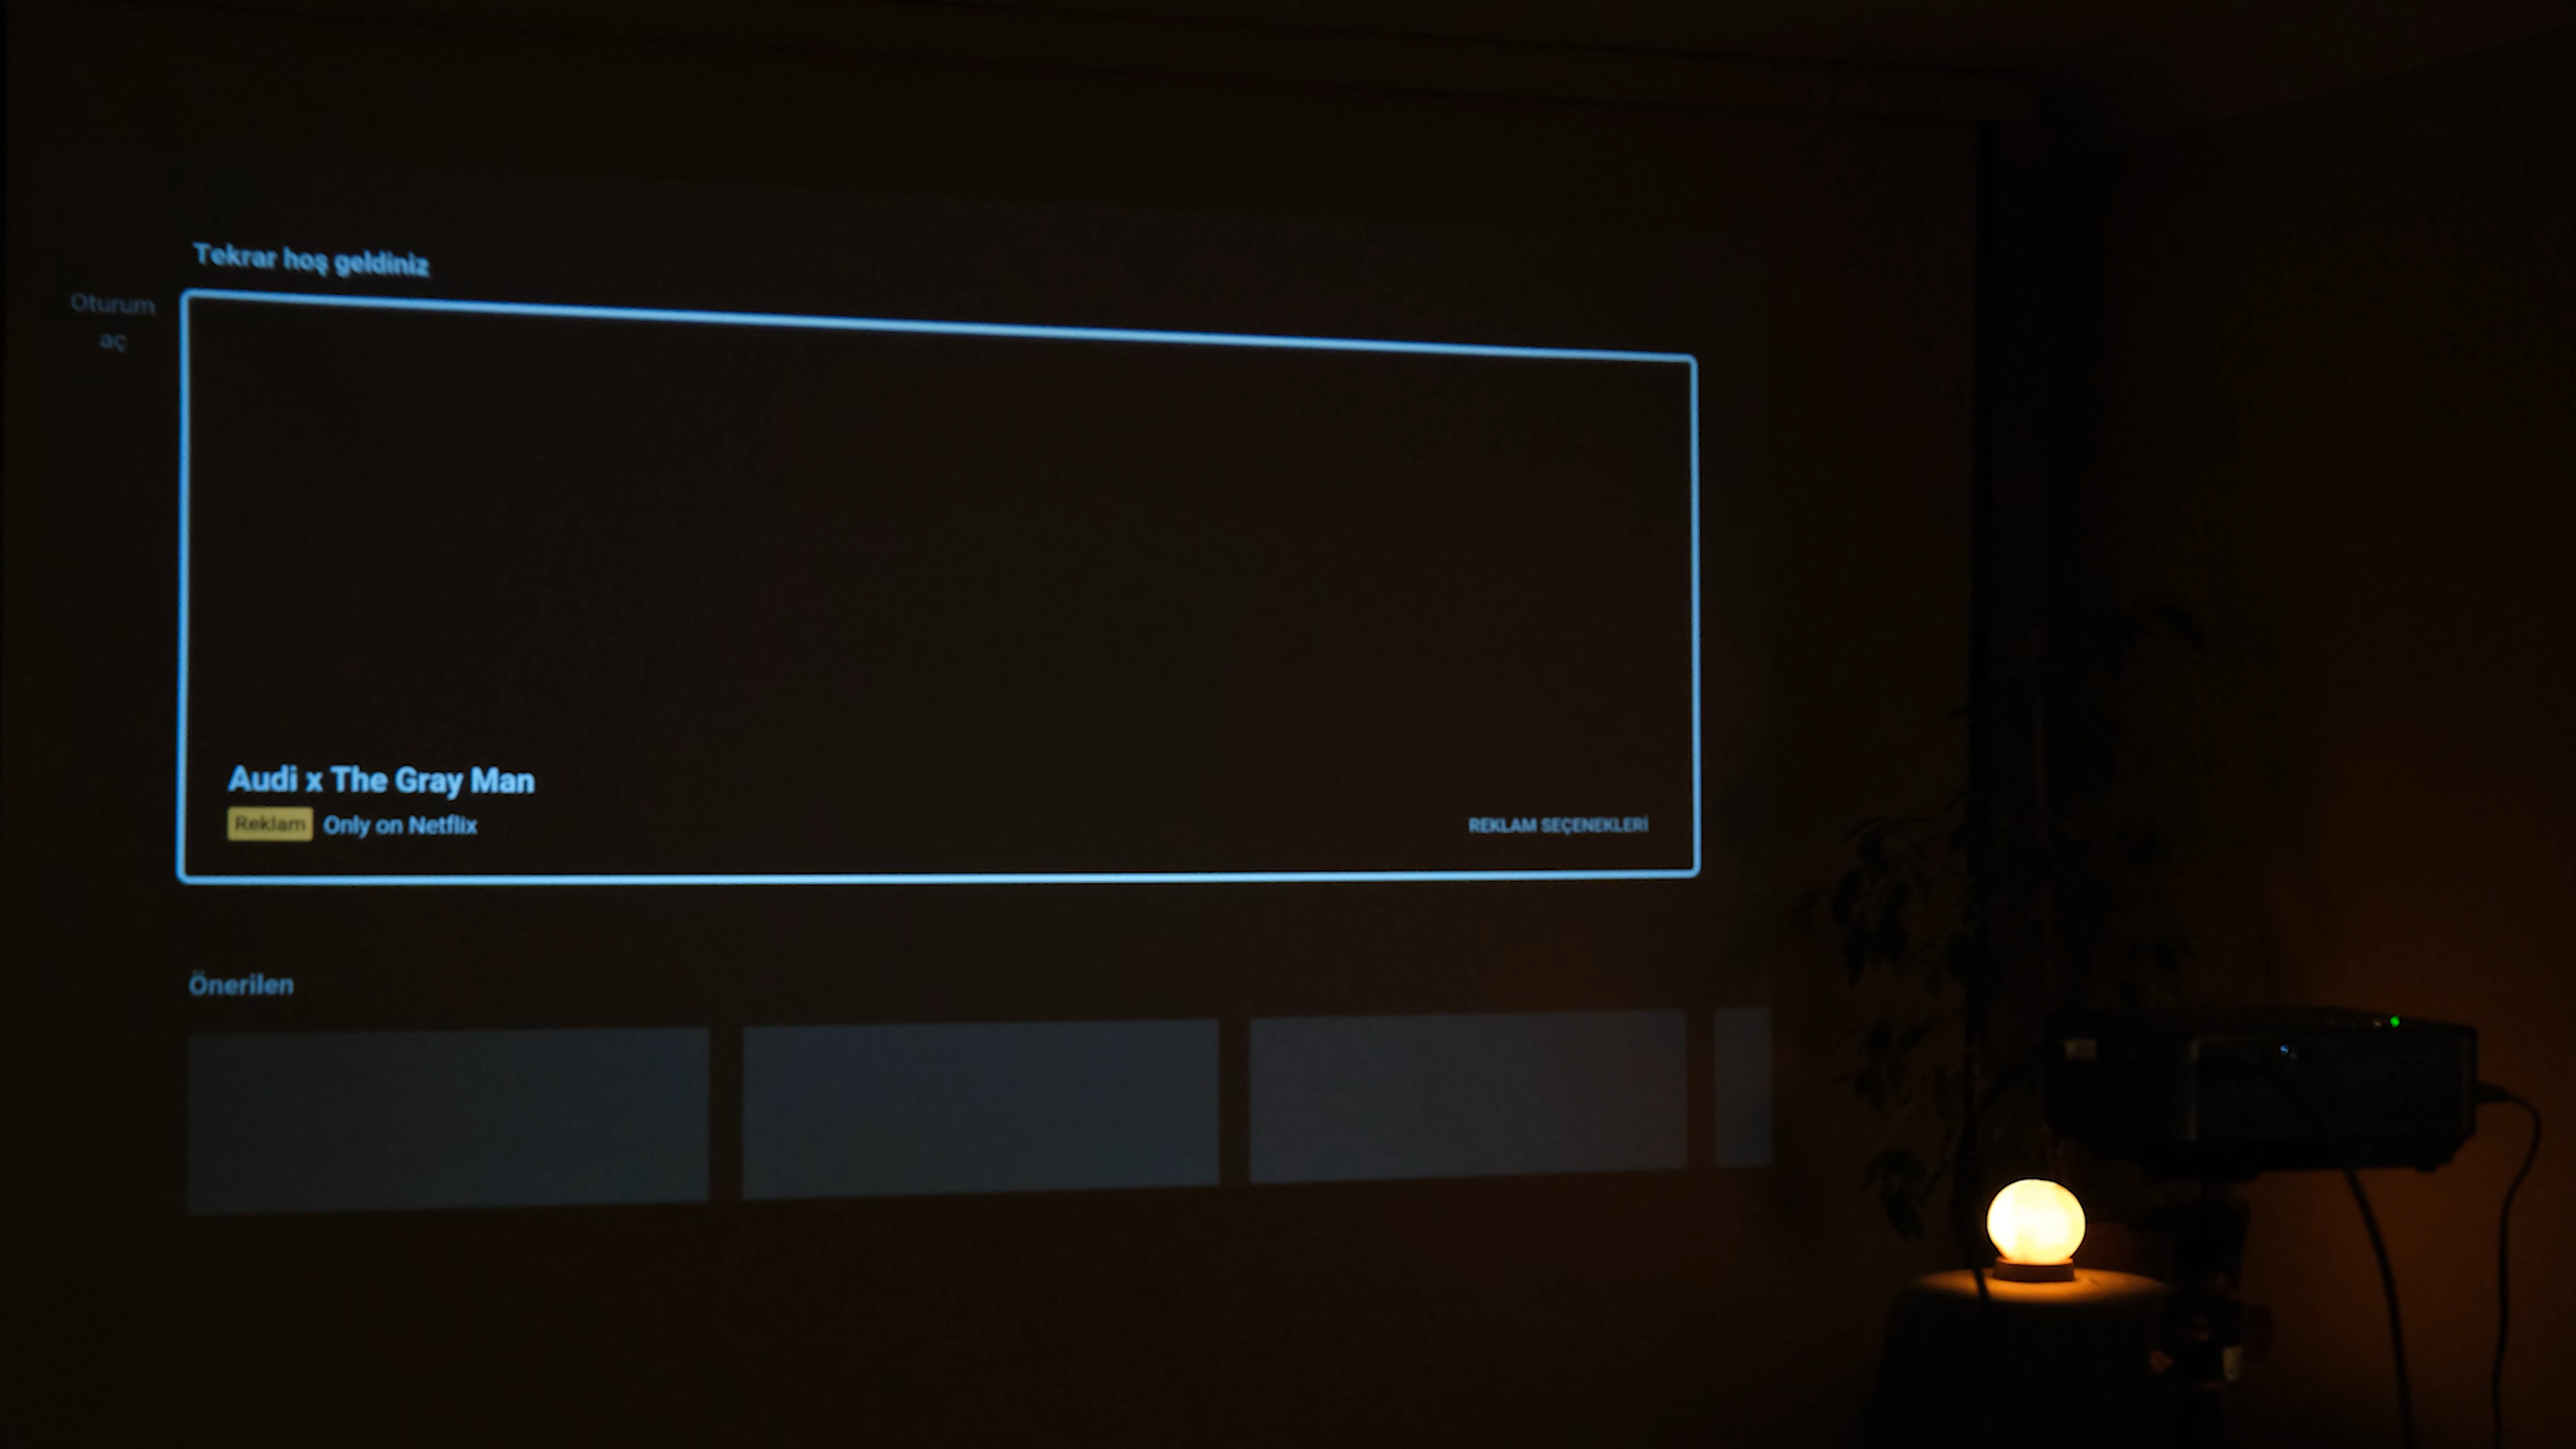 Tekrar hoş geldiniz
Oturum
aç
Audi x The Gray Man
Reklam Only on Netflix
REKLAM SEÇENEKLERİ
Önerilen